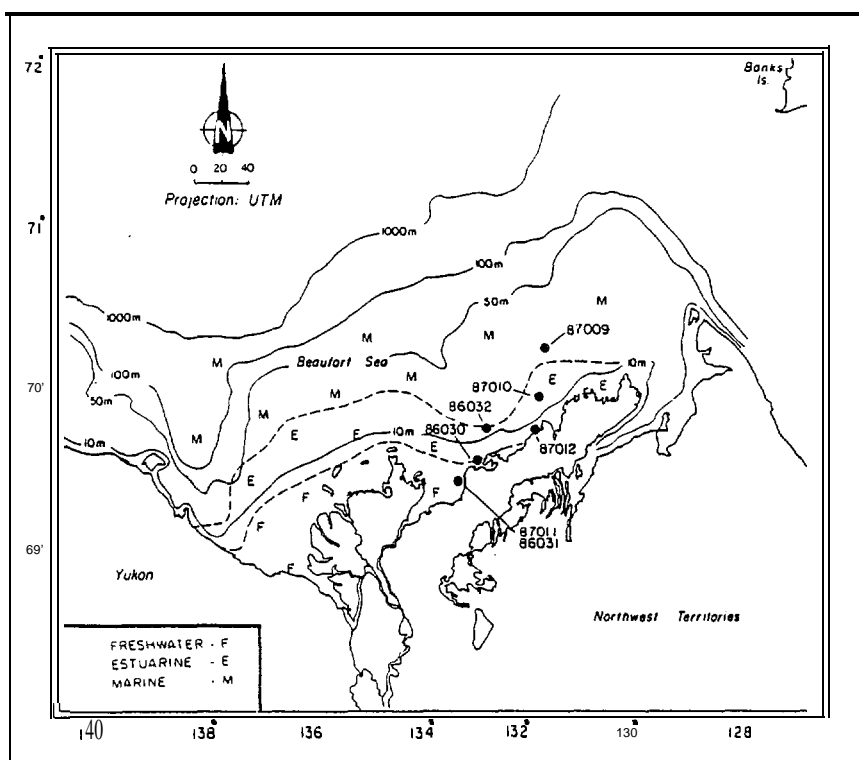 72°
Banks
Is.
N
0 20 40
Projection: UTM
71°
1000m
100m
50m
M
1000m
M
M
87009
M
Beaufort Sea
10m
100m
70°
M
M
87010
E
E
50m
86032
M
86030
M
E
E
10m
10m
E
87012
E
F
F
F
87011
86031
69'
Yukon
F
Northwest Territories
FRESHWATER - F
ESTUARINE - E
MARINE - M
140 138° 136 134 132 130° 128